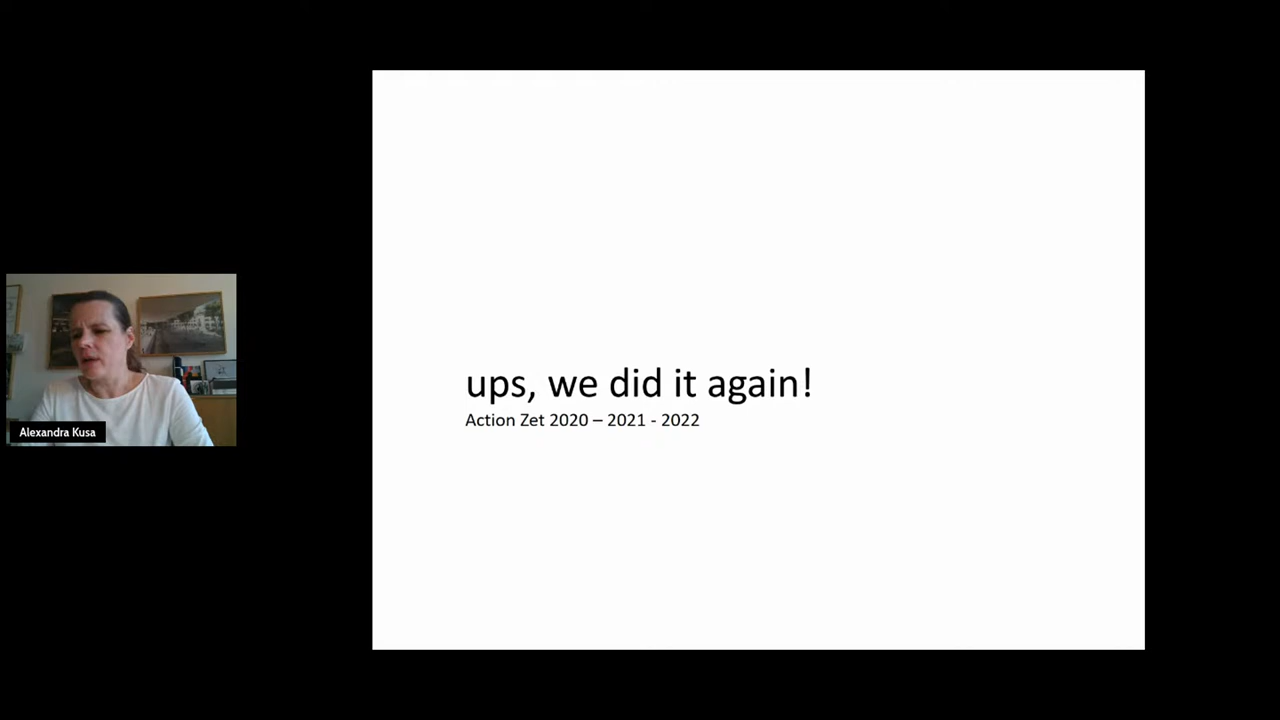 ups, we did it again!
Action Zet 2020 – 2021 - 2022
Alexandra Kusa